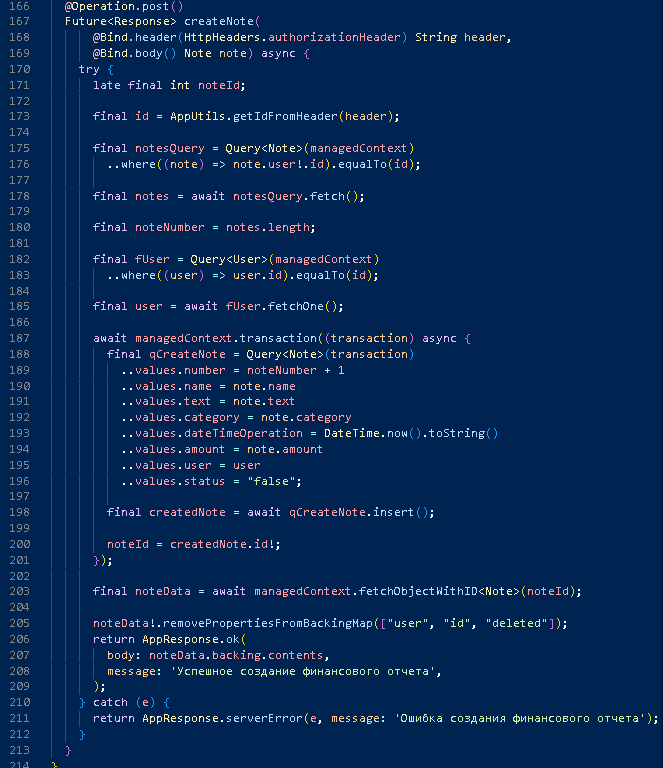 166 @Operation.post()
167 Future<Response> createNote(
168 @Bind.header(HttpHeaders.authorizationHeader) String header,
169 @Bind.body() Note note) async {
170 try {
171 late final int noteId;
172
173 final id = AppUtils.getIdFromHeader(header);
174
175 final notesQuery = Query<Note>(managedContext)
176 ..where((note) => note.user!.id).equalTo(id);
177
178 final notes = await notesQuery.fetch();
179
180 final noteNumber = notes.length;
181
182 final fUser = Query<User>(managedContext)
183 ..where((user) => user.id).equalTo(id);
184
185 final user = await fUser.fetchOne();
186
187 await managedContext.transaction((transaction) async {
188 final qCreateNote = Query<Note>(transaction)
189 ..values.number = noteNumber + 1
190 ..values.name = note.name
191 ..values.text = note.text
192 ..values.category = note.category
193 ..values.dateTimeOperation = DateTime.now().toString()
194 ..values.amount = note.amount
195 ..values.user = user
196 ..values.status = "false";
197
198 final createdNote = await qCreateNote.insert();
199
200 noteId = createdNote.id!;
201 });
202
203 final noteData = await managedContext.fetchObjectWithID<Note>(noteId);
204
205 noteData!.removePropertiesFromBackingMap(["user", "id", "deleted"]);
206 return AppResponse.ok(
207 body: noteData.backing.contents,
208 message: 'Успешное создание финансового отчета',
209 );
210 } catch (e) {
211 return AppResponse.serverError(e, message: 'Ошибка создания финансового отчета');
212 }
213 }
214 }